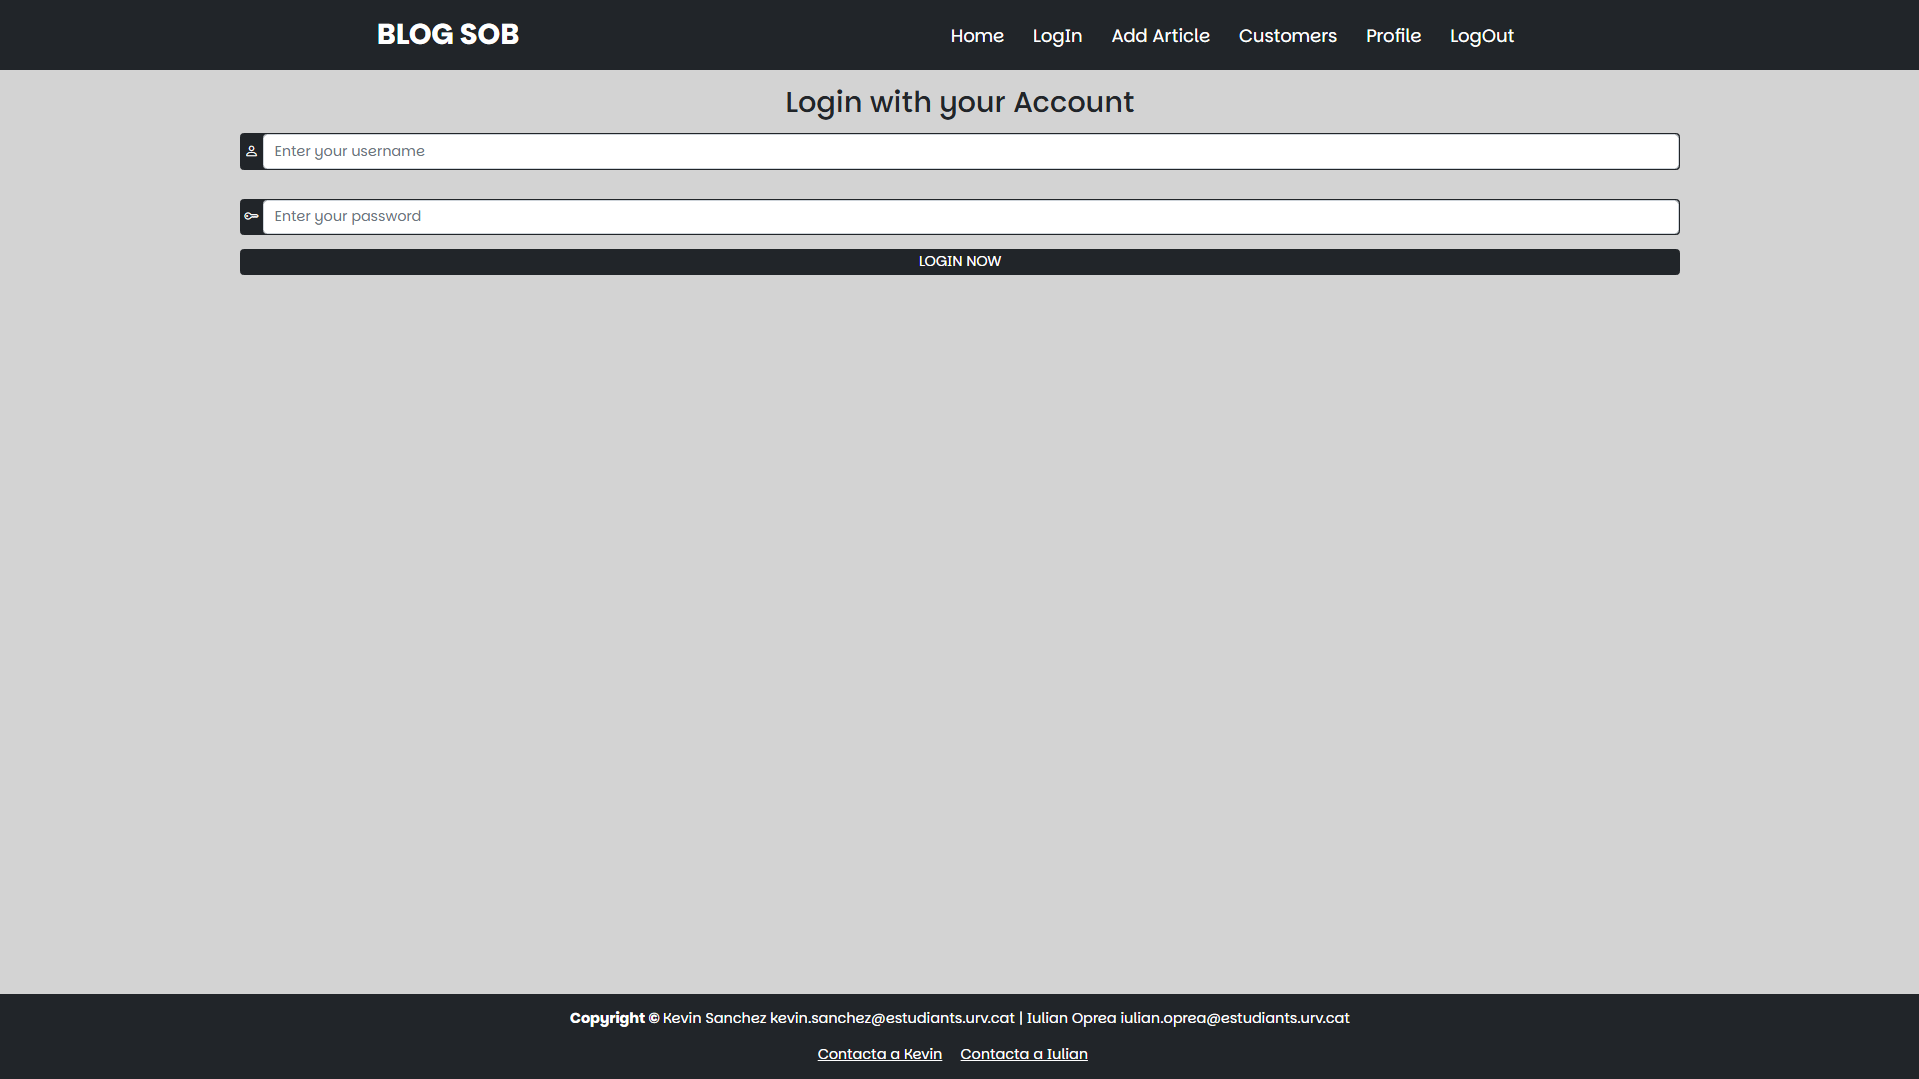 BLOG SOB
Home LogIn Add Article Customers Profile LogOut
Login with your Account
Enter your username
Enter your password
LOGIN NOW
Copyright © Kevin Sanchez kevin.sanchez@estudiants.urv.cat | Iulian Oprea iulian.oprea@estudiants.urv.cat
Contacta a Kevin Contacta a Iulian